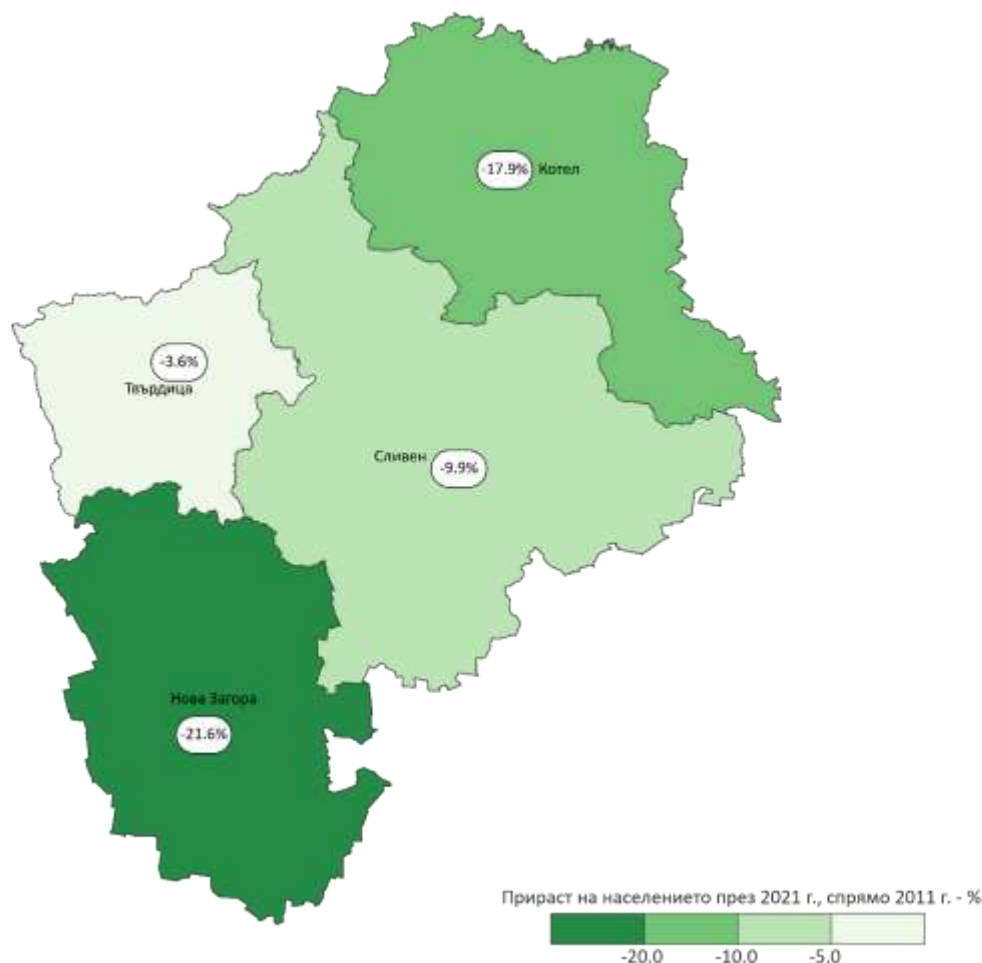 -17.9% Котел
-3.6%
Твърдица
Сливен -9.9%
Нова Загора
-21.6%
Прираст на населението през 2021 г., спрямо 2011 г. - %
-20.0 -10.0 -5.0